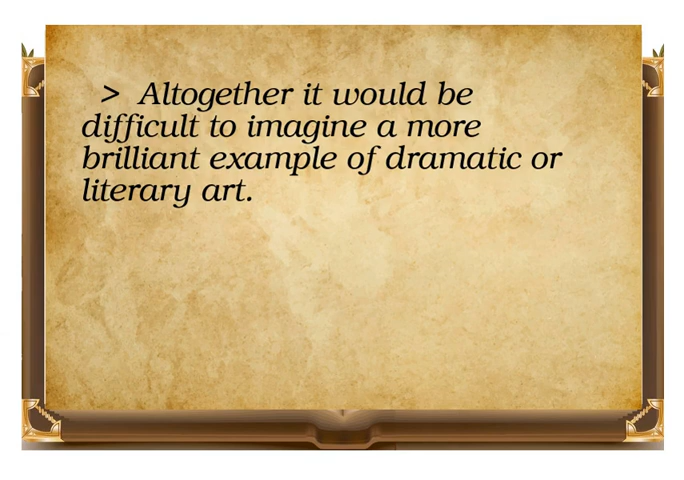 > Altogether it would be
difficult to imagine a more
brilliant example of dramatic or
literary art.